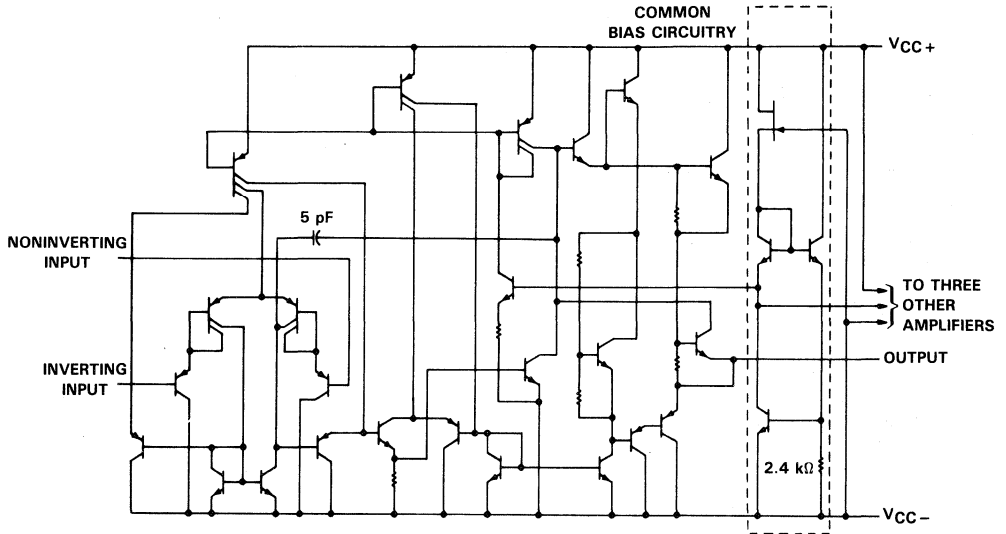 COMMON
BIAS CIRCUITRY
VCC+
5 pF
NONINVERTING
INPUT
TO THREE
OTHER
AMPLIFIERS
INVERTING
INPUT
OUTPUT
2.4 kΩ
VCC−